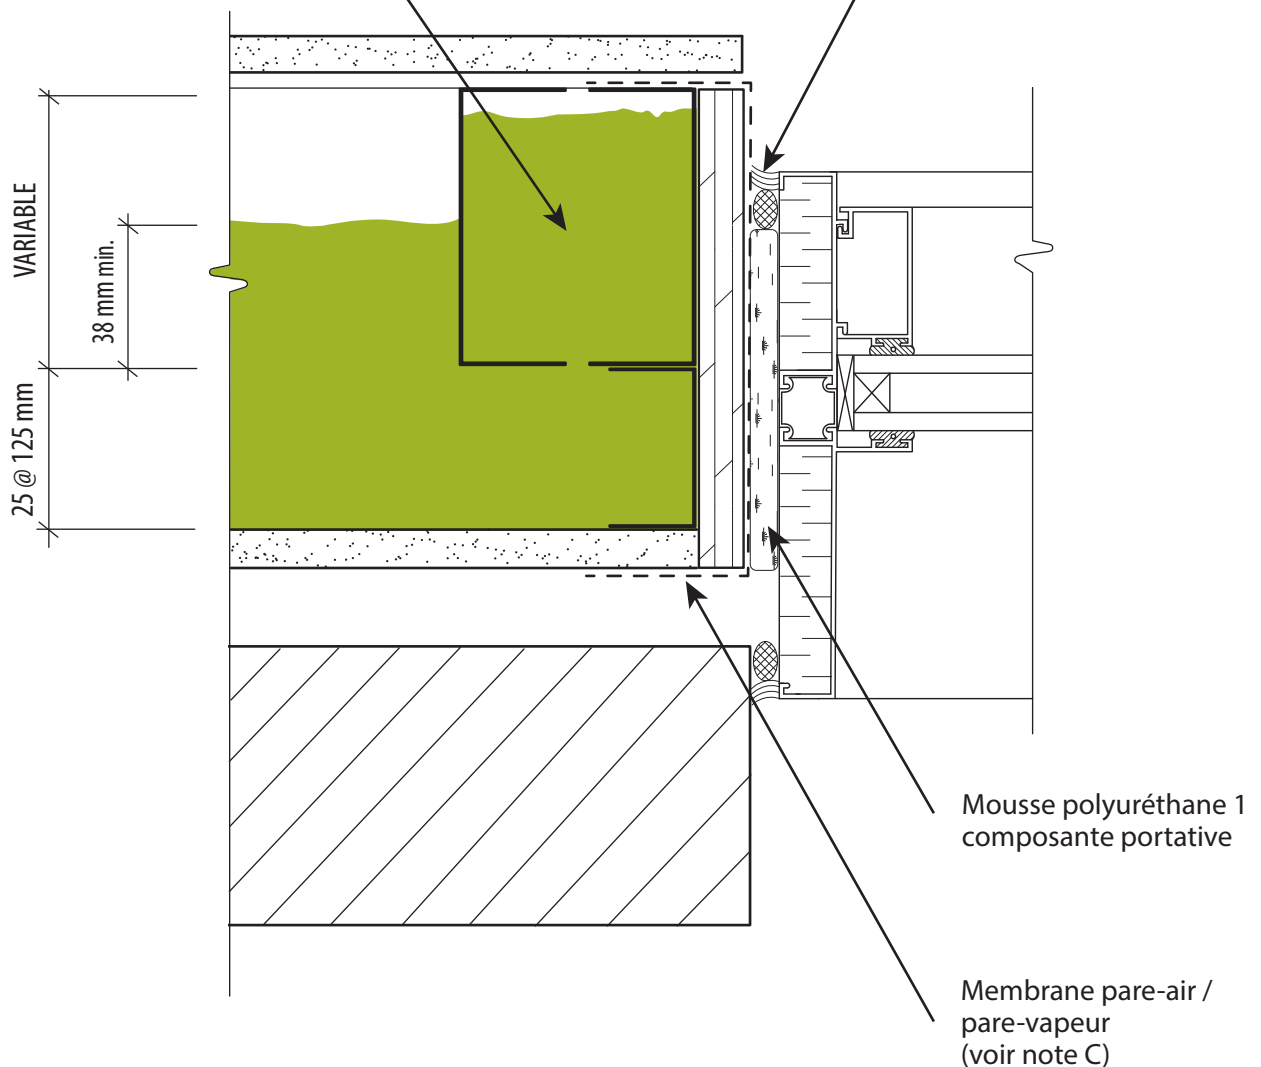 VARIABLE
38 mm min.
25 @ 125 mm
Mousse polyuréthane 1
composante portative
Membrane pare-air /
pare-vapeur
(voir note C)